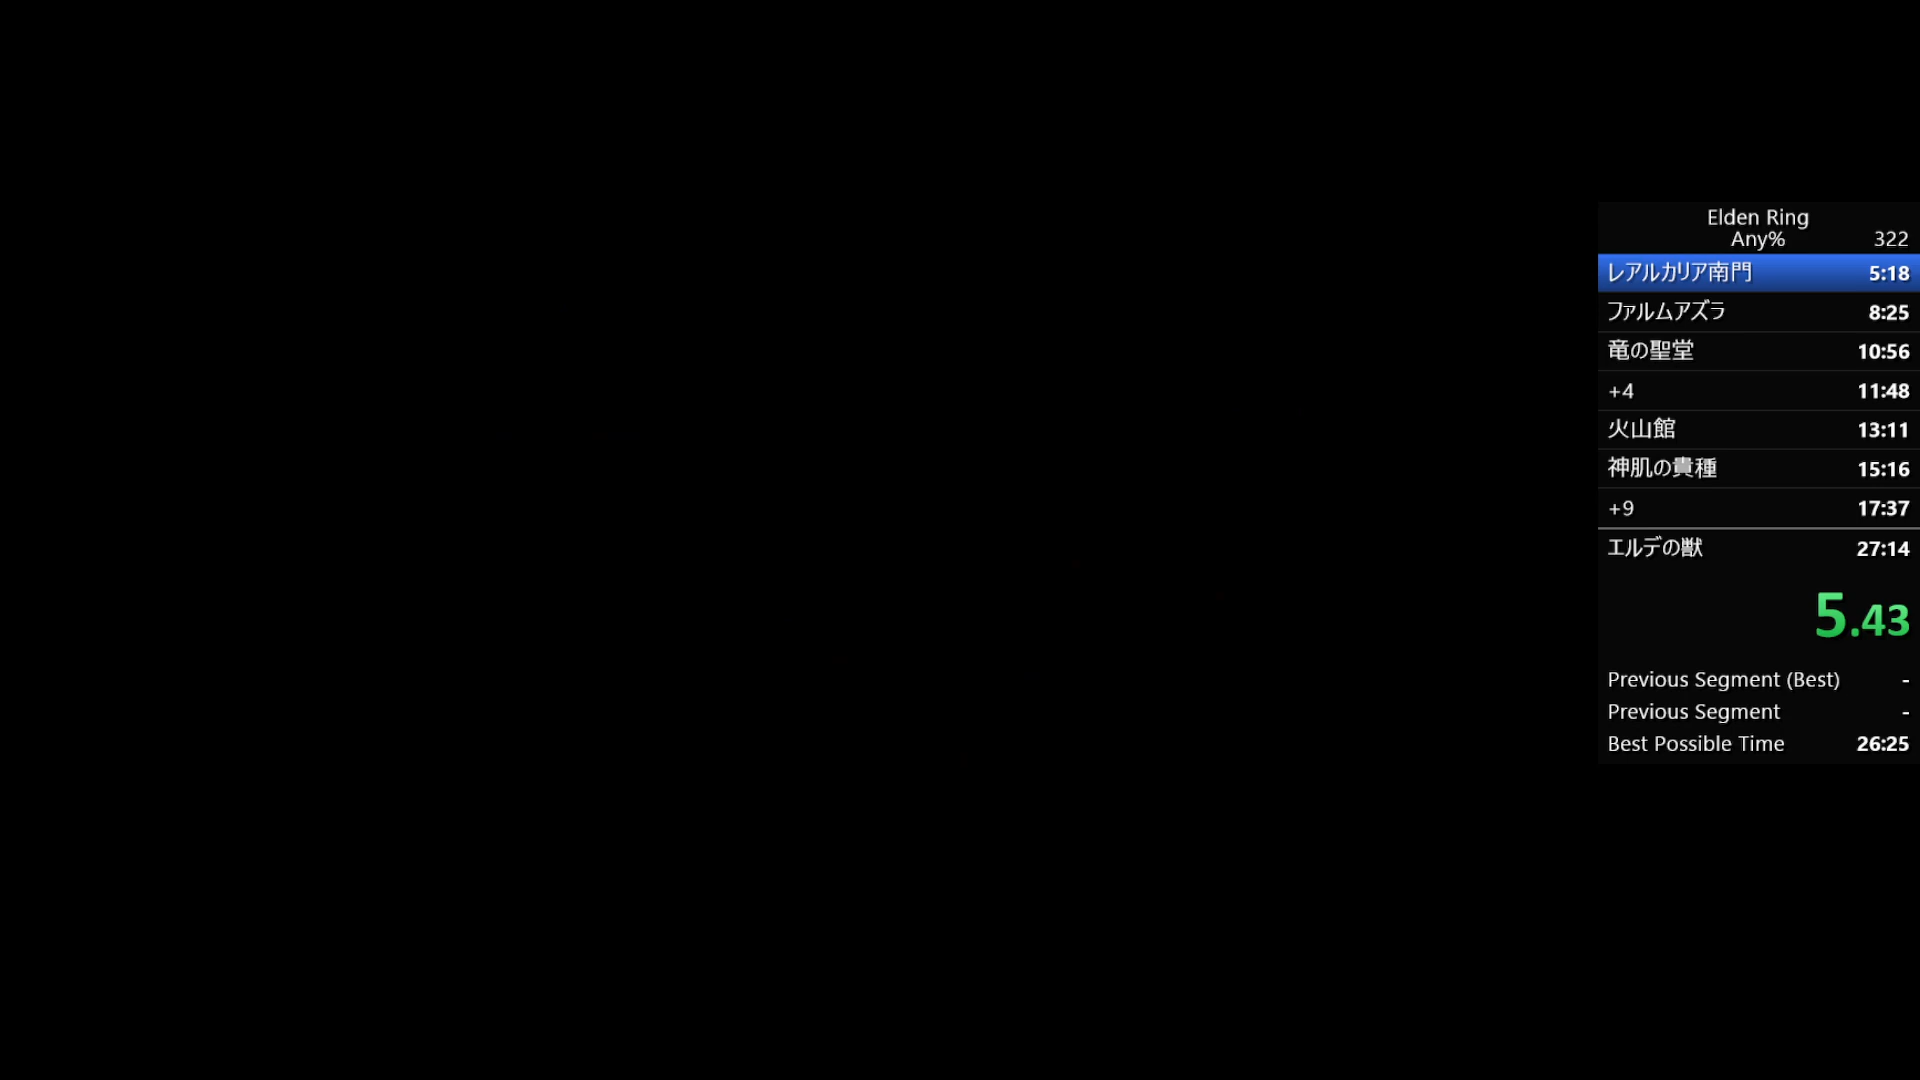 Elden Ring
Any% 322
レアルカリア南門 5:18
ファルムアズラ 8:25
竜の聖堂 10:56
+4 11:48
火山館 13:11
神肌の貴種 15:16
+9 17:37
エルデの獣 27:14
5.43
Previous Segment (Best) -
Previous Segment -
Best Possible Time 26:25